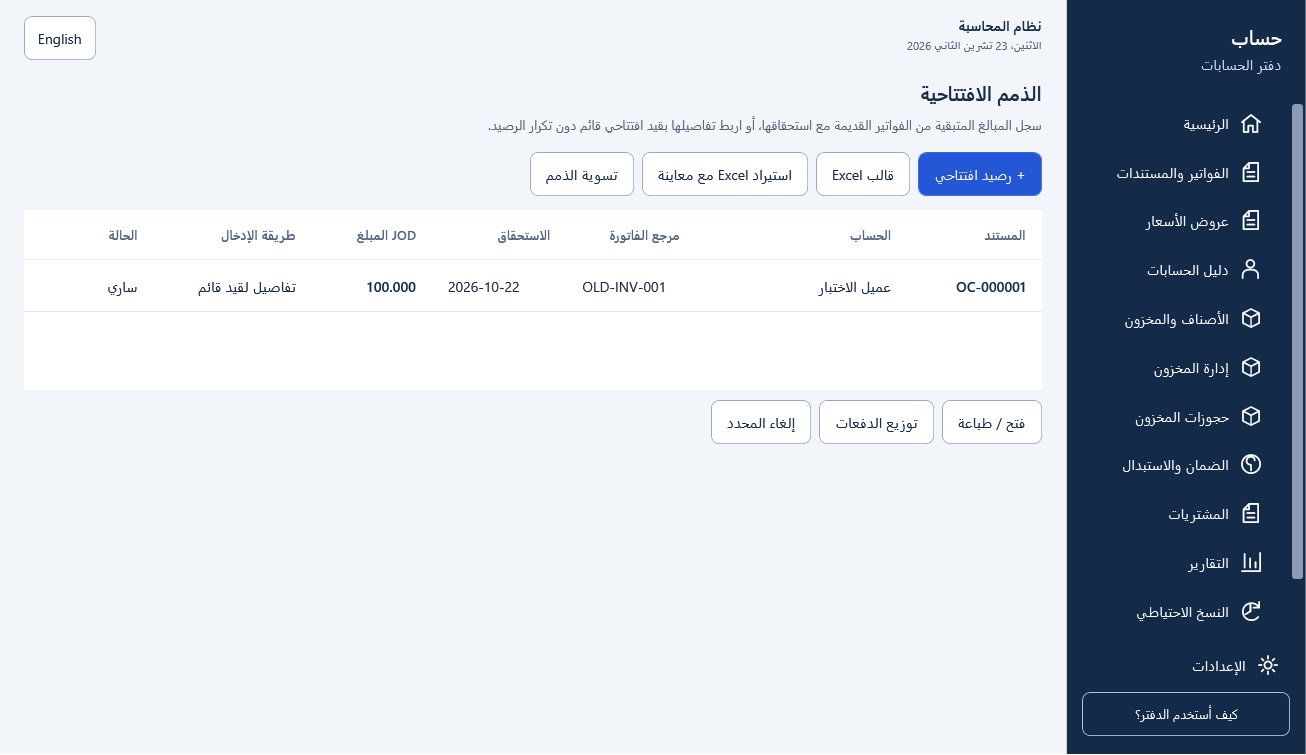 حساب
دفتر الحسابات
الرئيسية
الفواتير والمستندات
عروض الأسعار
دليل الحسابات
الأصناف والمخزون
إدارة المخزون
حجوزات المخزون
الضمان والاستبدال
المشتريات
التقارير
النسخ الاحتياطي
الإعدادات
كيف أستخدم الدفتر؟
نظام المحاسبة
الاثنين، 23 تشرين الثاني 2026
English
الذمم الافتتاحية
سجل المبالغ المتبقية من الفواتير القديمة مع استحقاقها، أو اربط تفاصيلها بقيد افتتاحي قائم دون تكرار الرصيد.
+ رصيد افتتاحي قالب Excel استيراد Excel مع معاينة تسوية الذمم
المستند الحساب مرجع الفاتورة الاستحقاق المبلغ JOD طريقة الإدخال الحالة
OC-000001 عميل الاختبار OLD-INV-001 2026-10-22 100.000 تفاصيل لقيد قائم ساري
فتح / طباعة توزيع الدفعات إلغاء المحدد